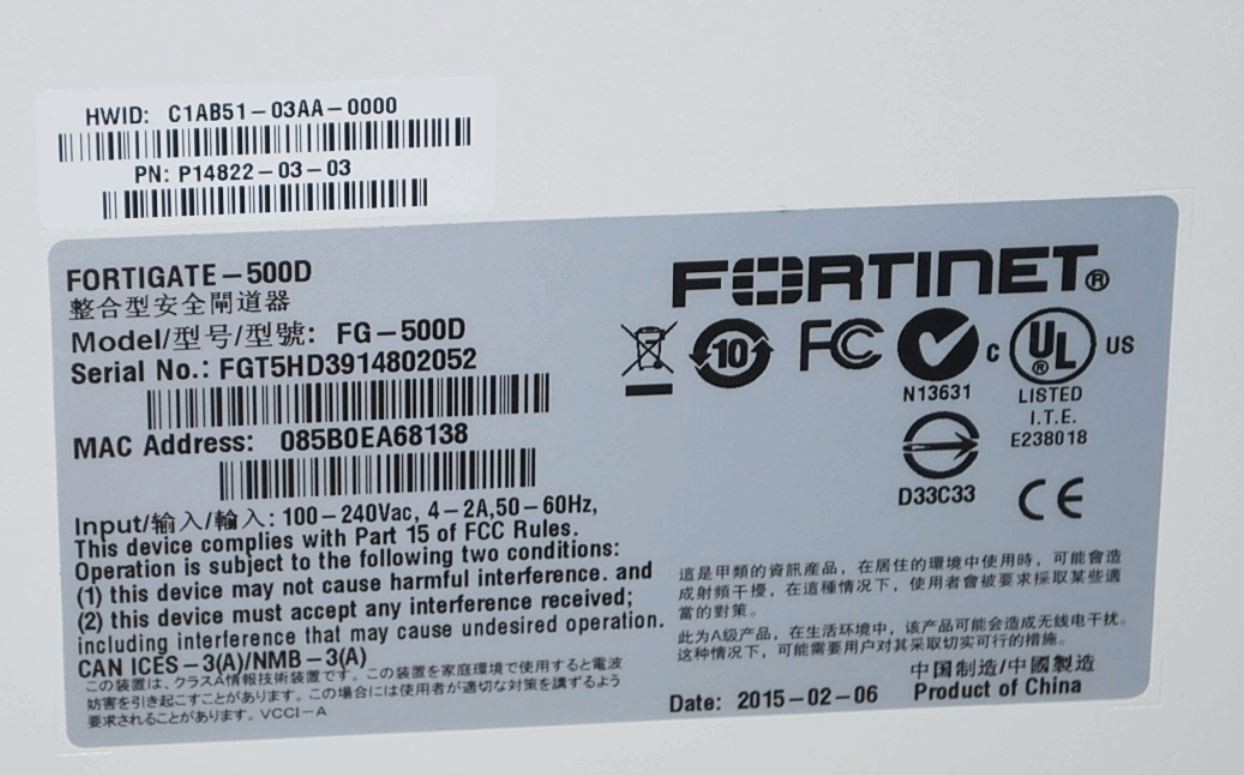 HWID: C1AB51-03AA-0000
PN: P14822-03-03
FORTIGATE-500D
整合型安全閘道器
Model/型号/型號: FG-500D
Serial No.: FGT5HD3914802052
MAC Address: 085B0EA68138
Input/输入/輸入: 100-240Vac, 4-2A,50-60Hz,
This device complies with Part 15 of FCC Rules.
Operation is subject to the following two conditions:
(1) this device may not cause harmful interference. and
(2) this device must accept any interference received;
including interference that may cause undesired operation.
CAN ICES-3(A)/NMB-3(A)
この装置は、クラスA情報技術装置です。この装置を家庭環境で使用すると電波
妨害を引き起こすことがあります。この場合には使用者が適切な対策を講ずるよう
要求されることがあります。VCCI-A
FORTINET®
10
FC
N13631
C UL® US
LISTED
I.T.E.
E238018
D33C33
CE
這是甲類的資訊產品，在居住的環境中使用時，可能會造
成射頻干擾，在這種情況下，使用者會被要求採取某些適
當的對策。
此为A级产品，在生活环境中，该产品可能会造成无线电干扰。
这种情况下，可能需要用户对其采取切实可行的措施。
中国制造/中國製造
Date: 2015-02-06 Product of China